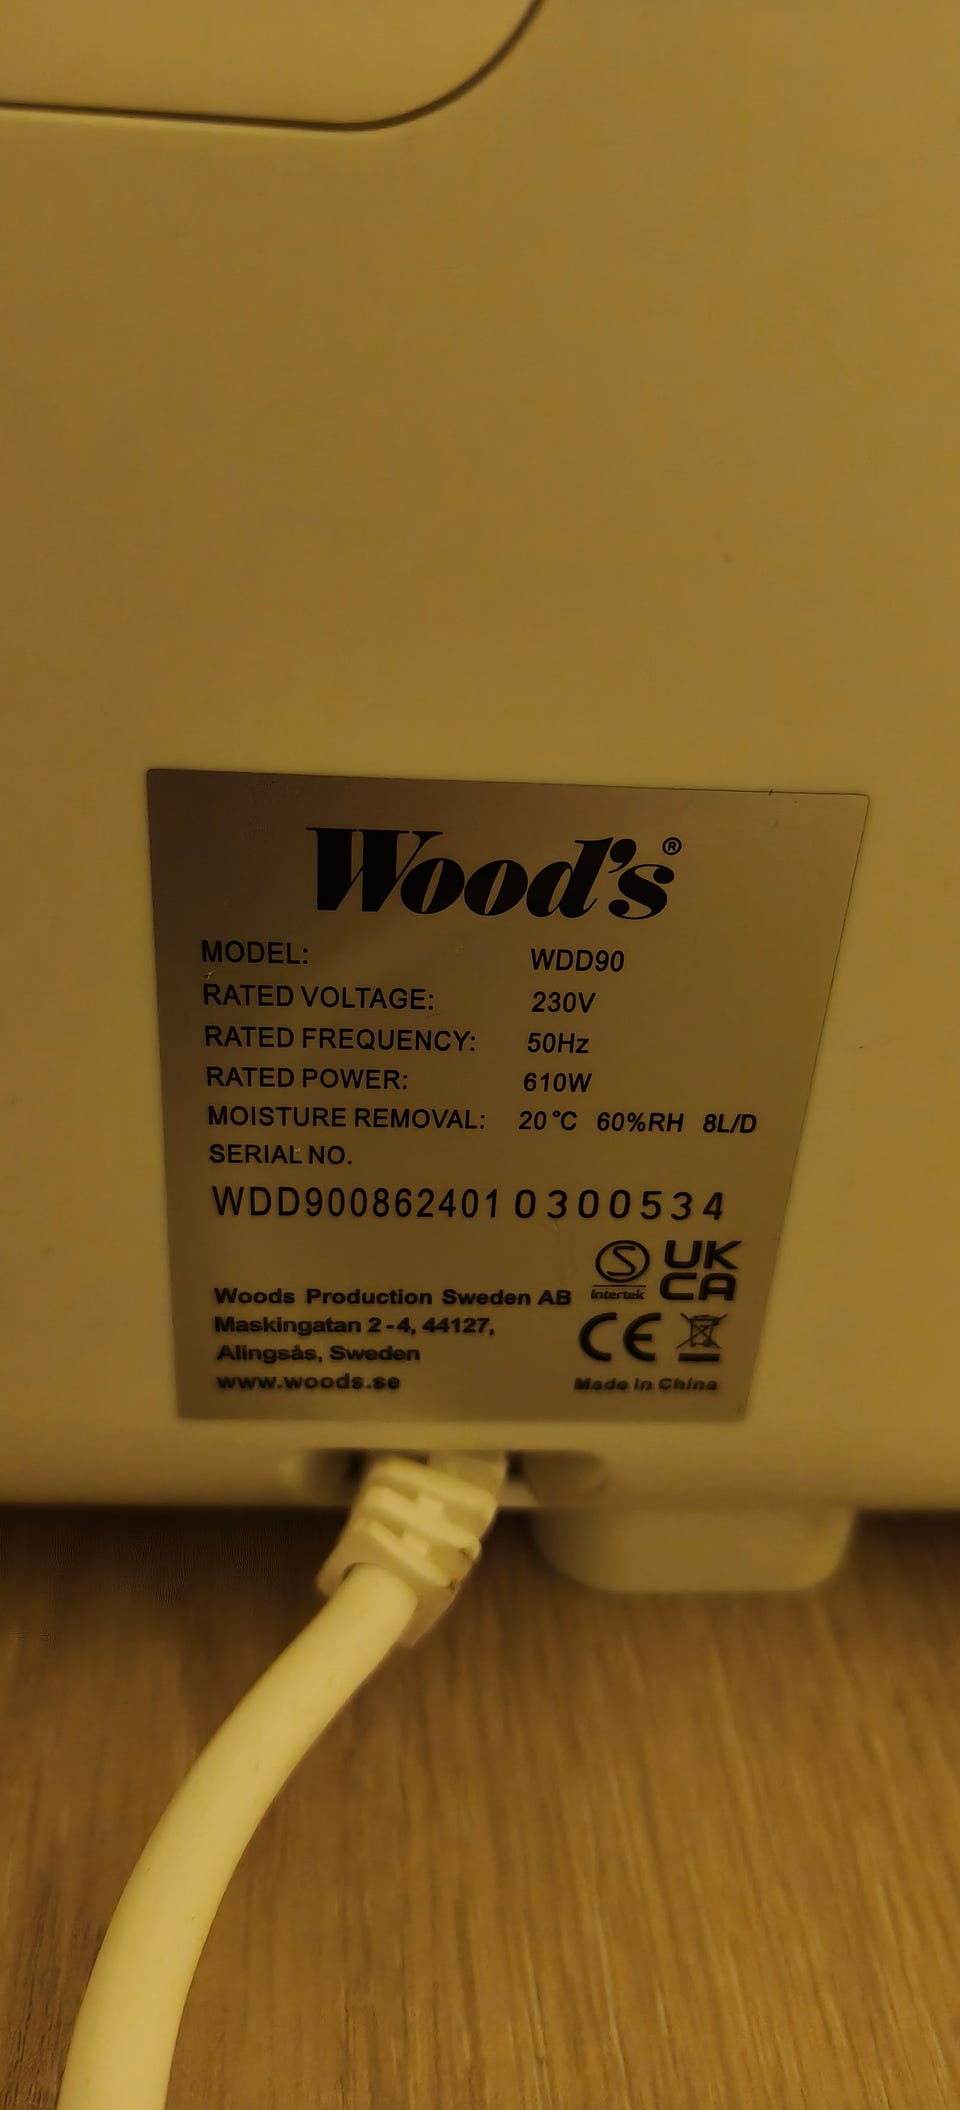 Wood's®
MODEL: WDD90
RATED VOLTAGE: 230V
RATED FREQUENCY: 50Hz
RATED POWER: 610W
MOISTURE REMOVAL: 20°C 60%RH 8L/D
SERIAL NO.
WDD9008624010300534
S
Intertek
UK
CA
Woods Production Sweden AB
Maskingatan 2-4, 44127,
Alingsås, Sweden
www.woods.se
CE
Made in China